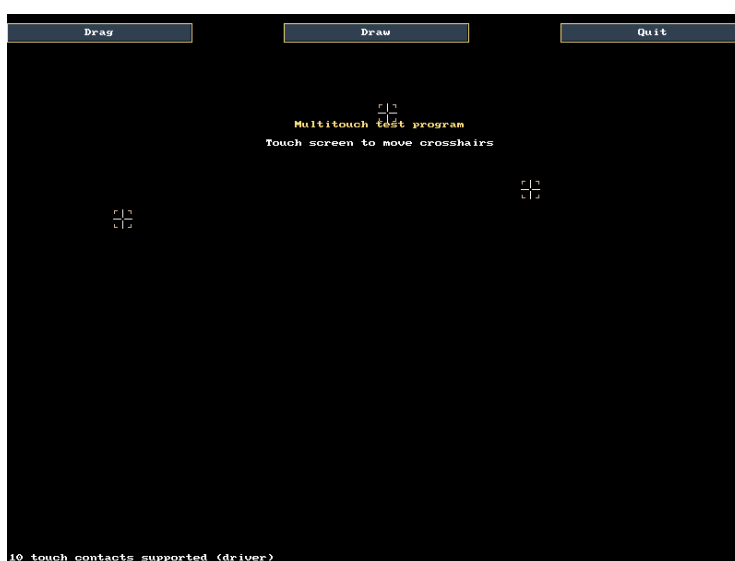 Drag
Draw
Quit
Multitouch test program
Touch screen to move crosshairs
10 touch contacts supported (driver)